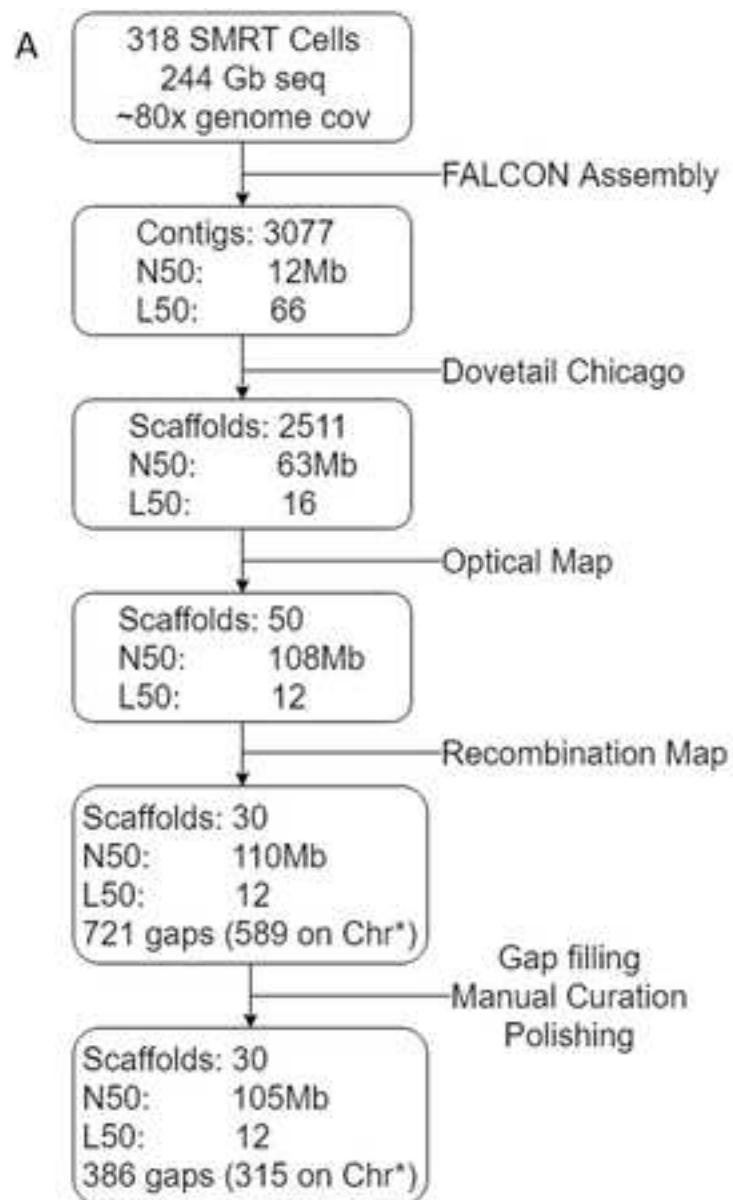 A
318 SMRT Cells
244 Gb seq
~80x genome cov
FALCON Assembly
Contigs: 3077
N50: 12Mb
L50: 66
Dovetail Chicago
Scaffolds: 2511
N50: 63Mb
L50: 16
Optical Map
Scaffolds: 50
N50: 108Mb
L50: 12
Recombination Map
Scaffolds: 30
N50: 110Mb
L50: 12
721 gaps (589 on Chr*)
Gap filling
Manual Curation
Polishing
Scaffolds: 30
N50: 105Mb
L50: 12
386 gaps (315 on Chr*)